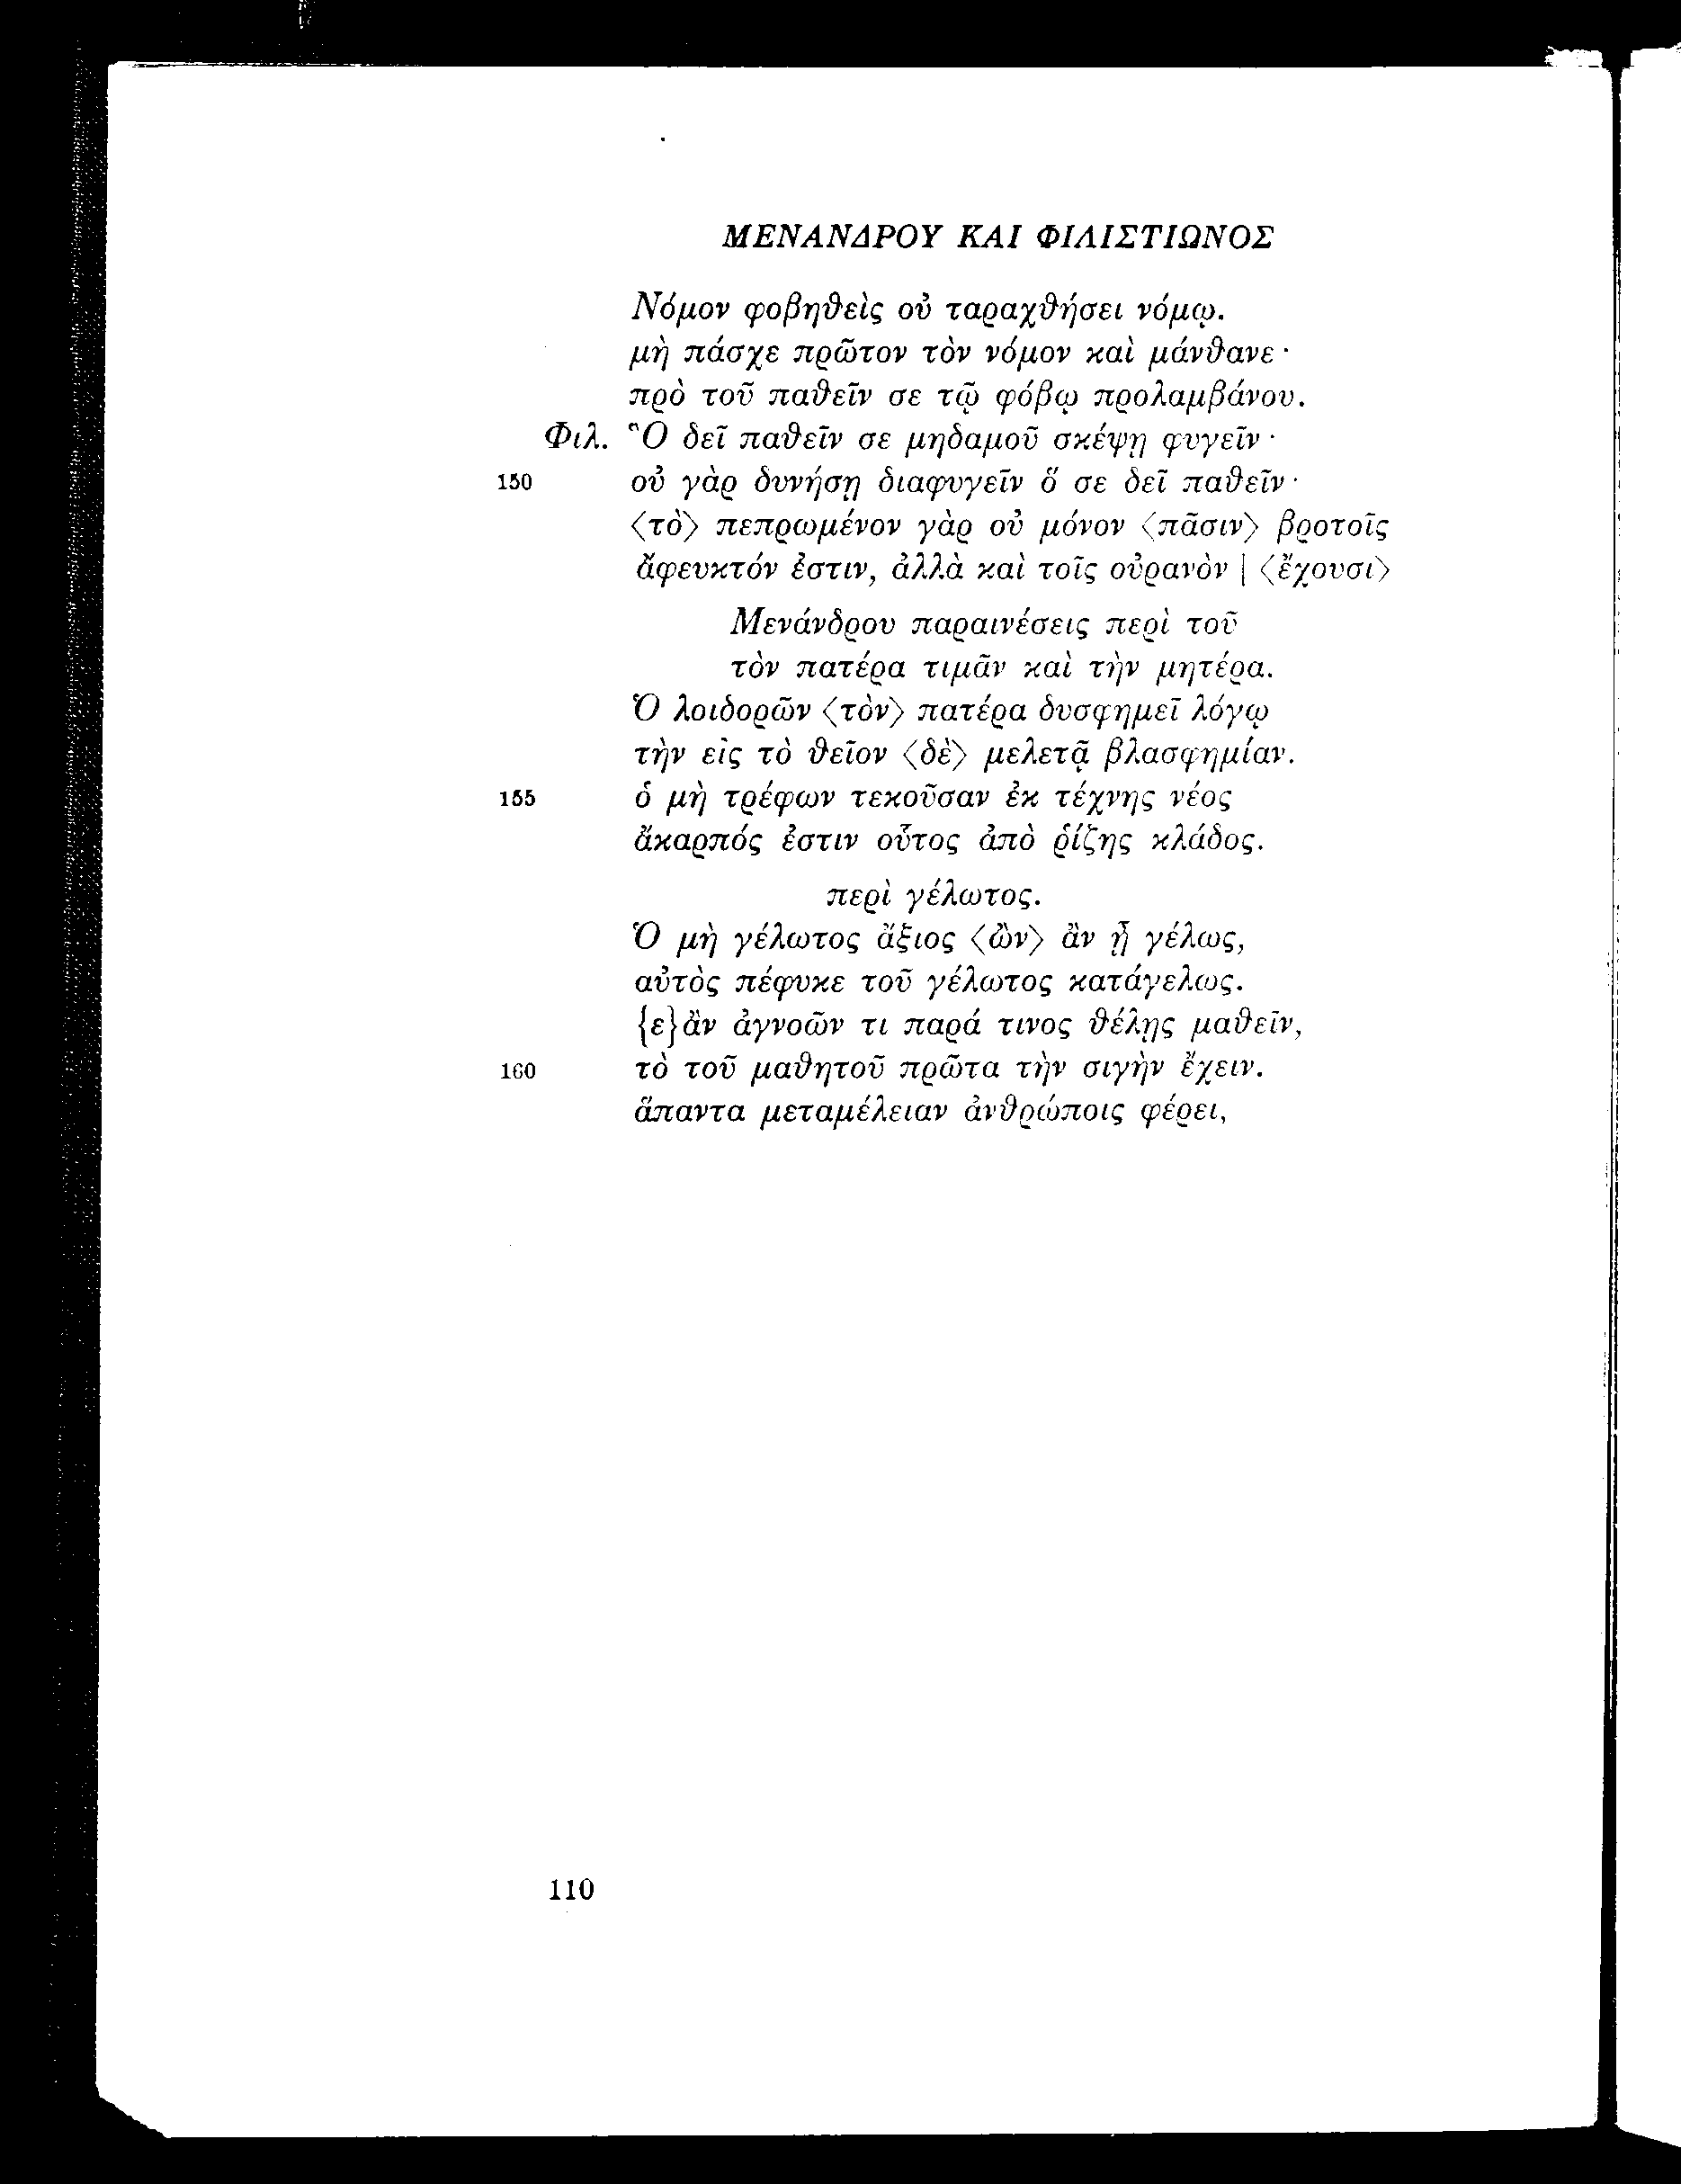 ΜΕΝΑΝΔΡΟΥ ΚΑΙ ΦΙΛΙΣΤΙΩΝΟΣ
Νόμον φοβηθεὶς οὐ ταραχθήσει νόμῳ.
μὴ πάσχε πρῶτον τὸν νόμον καὶ μάνθανε·
πρὸ τοῦ παθεῖν σε τῷ φόβῳ προλαμβάνου.
Φιλ. Ὃ δεῖ παθεῖν σε μηδαμοῦ σκέψῃ φυγεῖν·
150 οὐ γὰρ δυνήσῃ διαφυγεῖν ὅ σε δεῖ παθεῖν·
〈τὸ〉 πεπρωμένον γὰρ οὐ μόνον 〈πᾶσιν〉 βροτοῖς
ἄφευκτόν ἐστιν, ἀλλὰ καὶ τοῖς οὐρανὸν | 〈ἔχουσι〉
Μενάνδρου παραινέσεις περὶ τοῦ
τὸν πατέρα τιμᾶν καὶ τὴν μητέρα.
Ὁ λοιδορῶν 〈τὸν〉 πατέρα δυσφημεῖ λόγῳ
τὴν εἰς τὸ θεῖον 〈δὲ〉 μελετᾷ βλασφημίαν.
155 ὁ μὴ τρέφων τεκοῦσαν ἐκ τέχνης νέος
ἄκαρπός ἐστιν οὗτος ἀπὸ ῥίζης κλάδος.
περὶ γέλωτος.
Ὁ μὴ γέλωτος ἄξιος 〈ὢν〉 ἂν ᾖ γέλως,
αὐτὸς πέφυκε τοῦ γέλωτος κατάγελως.
{ε}ἂν ἀγνοῶν τι παρά τινος θέλῃς μαθεῖν,
160 τὸ τοῦ μαθητοῦ πρῶτα τὴν σιγὴν ἔχειν.
ἅπαντα μεταμέλειαν ἀνθρώποις φέρει,
110